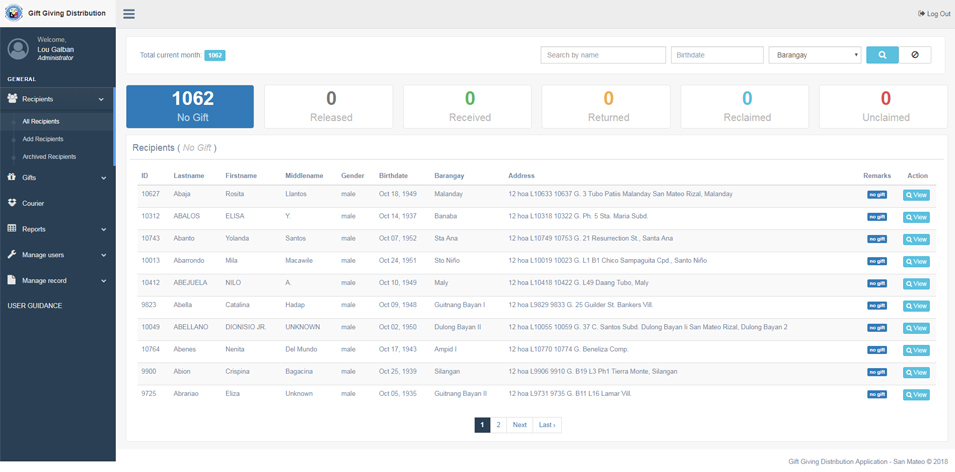 Gift Giving Distribution
Log Out
Welcome,
Lou Galban
Administrator
GENERAL
Recipients
All Recipients
Add Recipients
Archived Recipients
Gifts
Courier
Reports
Manage users
Manage record
USER GUIDANCE
Total current month: 1062
Search by name Birthdate Barangay
1062 0 0 0 0 0
No Gift Released Received Returned Reclaimed Unclaimed
Recipients ( No Gift )
ID Lastname Firstname Middlename Gender Birthdate Barangay Address Remarks Action
10627 Abaja Rosita Llantos male Oct 18, 1949 Malanday 12 hoa L10633 10637 G. 3 Tubo Patiis Malanday San Mateo Rizal, Malanday no gift View
10312 ABALOS ELISA Y. male Oct 14, 1937 Banaba 12 hoa L10318 10322 G. Ph. 5 Sta. Maria Subd. no gift View
10743 Abanto Yolanda Santos male Oct 07, 1952 Sta Ana 12 hoa L10749 10753 G. 21 Resurrection St., Santa Ana no gift View
10013 Abarrondo Mila Macawile male Oct 24, 1951 Sto Niño 12 hoa L10019 10023 G. L1 B1 Chico Sampaguita Cpd., Santo Niño no gift View
10412 ABEJUELA NILO A. male Oct 10, 1949 Maly 12 hoa L10418 10422 G. L49 Daang Tubo, Maly no gift View
9823 Abella Catalina Hadap male Oct 09, 1948 Guitnang Bayan I 12 hoa L9829 9833 G. 25 Guilder St. Bankers Vill. no gift View
10049 ABELLANO DIONISIO JR. UNKNOWN male Oct 02, 1950 Dulong Bayan II 12 hoa L10055 10059 G. 37 C. Santos Subd. Dulong Bayan Ii San Mateo Rizal, Dulong Bayan 2 no gift View
10764 Abenes Nenita Del Mundo male Oct 17, 1943 Ampid I 12 hoa L10770 10774 G. Beneliza Comp. no gift View
9900 Abion Crispina Bagacina male Oct 25, 1939 Silangan 12 hoa L9906 9910 G. B19 L3 Ph1 Tierra Monte, Silangan no gift View
9725 Abranao Eliza Unknown male Oct 05, 1935 Guitnang Bayan II 12 hoa L9731 9735 G. B11 L16 Lamar Vill. no gift View
1 2 Next Last ›
Gift Giving Distribution Application - San Mateo © 2018